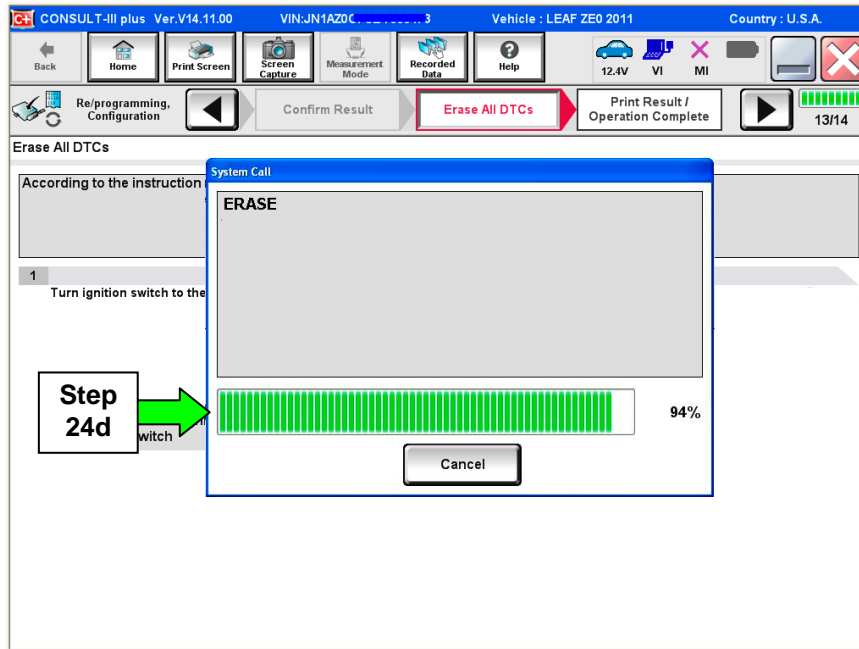 C+ CONSULT-III plus Ver.V14.11.00 VIN:JN1AZ0 Vehicle : LEAF ZE0 2011 Country : U.S.A.
Back Home Print Screen Screen Capture Measurement Mode Recorded Data Help 12.4V VI MI
Re/programming, Configuration Confirm Result Erase All DTCs Print Result / Operation Complete 13/14
Erase All DTCs
According to the instruction
System Call
ERASE
1
Turn ignition switch to the
Step
24d
witch
94%
Cancel